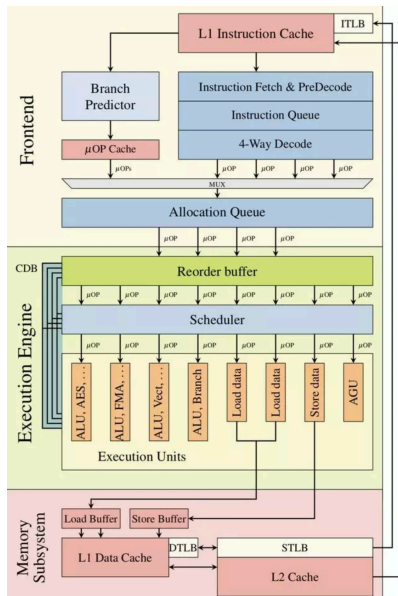 ITLB
L1 Instruction Cache
Frontend
Branch
Predictor
Instruction Fetch & PreDecode
Instruction Queue
μOP Cache
4-Way Decode
μOPs
μOP
μOP
μOP
μOP
MUX
Allocation Queue
μOP
μOP
μOP
μOP
CDB
Reorder buffer
Execution Engine
μOP
μOP
μOP
μOP
μOP
μOP
μOP
μOP
Scheduler
μOP
μOP
μOP
μOP
μOP
μOP
μOP
μOP
ALU, AES, . . .
ALU, FMA, . . .
ALU, Vect, . . .
ALU, Branch
Load data
Load data
Store data
AGU
Execution Units
Memory
Subsystem
Load Buffer
Store Buffer
L1 Data Cache
DTLB
STLB
L2 Cache